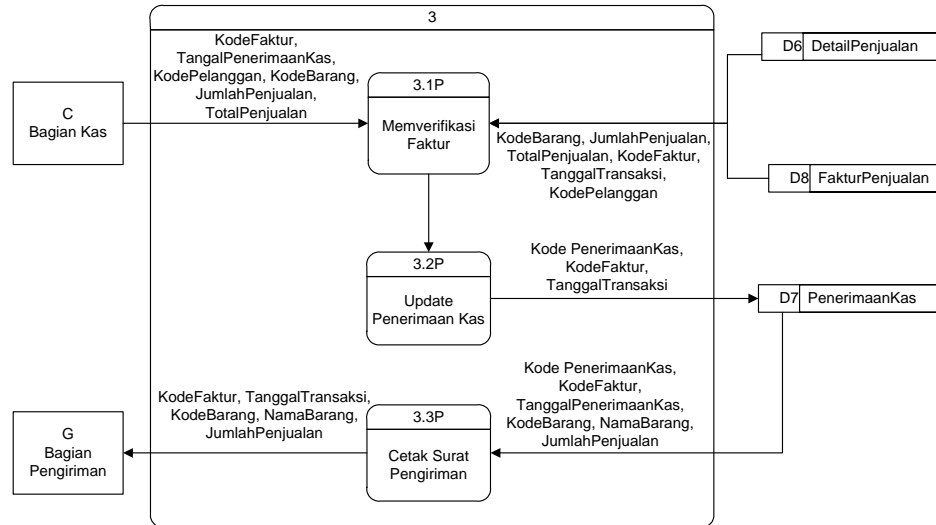 3
KodeFaktur,
TangalPenerimaanKas,
KodePelanggan, KodeBarang,
JumlahPenjualan,
TotalPenjualan
C
Bagian Kas
3.1P
Memverifikasi
Faktur
D6 DetailPenjualan
KodeBarang, JumlahPenjualan,
TotalPenjualan, KodeFaktur,
TanggalTransaksi,
KodePelanggan
D8 FakturPenjualan
3.2P
Update
Penerimaan Kas
Kode PenerimaanKas,
KodeFaktur,
TanggalTransaksi
D7 PenerimaanKas
Kode PenerimaanKas,
KodeFaktur,
TanggalPenerimaanKas,
KodeBarang, NamaBarang,
JumlahPenjualan
3.3P
Cetak Surat
Pengiriman
KodeFaktur, TanggalTransaksi,
KodeBarang, NamaBarang,
JumlahPenjualan
G
Bagian
Pengiriman